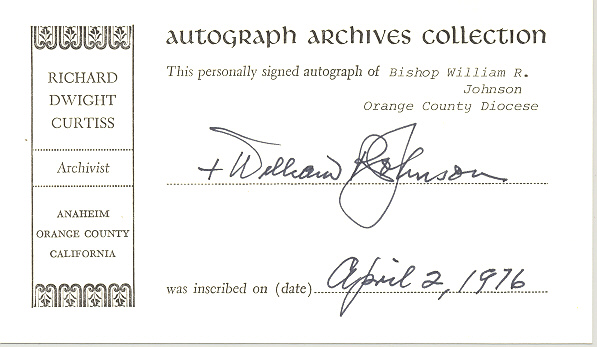 AUTOGRAPH ARCHIVES COLLECTION
RICHARD
DWIGHT
CURTISS
Archivist
ANAHEIM
ORANGE COUNTY
CALIFORNIA
This personally signed autograph of Bishop William R.
Johnson
Orange County Diocese
+ William R Johnson
was inscribed on (date) April 2, 1976